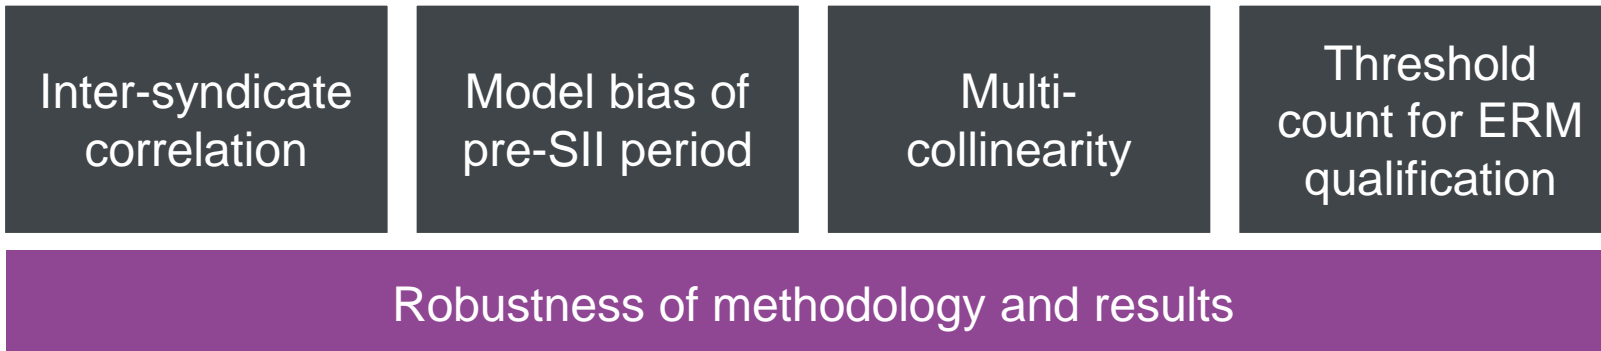 Inter-syndicate
correlation
Model bias of
pre-SII period
Multi-
collinearity
Threshold
count for ERM
qualification
Robustness of methodology and results